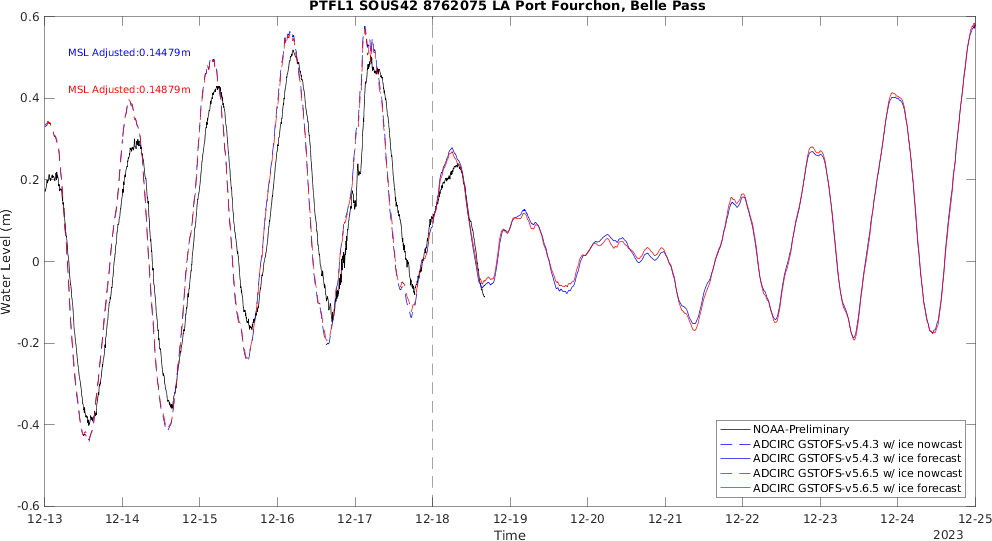 PTFL1 SOUS42 8762075 LA Port Fourchon, Belle Pass
MSL Adjusted:0.14479m
MSL Adjusted:0.14879m
Water Level (m)
0.6
0.4
0.2
0
-0.2
-0.4
-0.6
NOAA-Preliminary
ADCIRC GSTOFS-v5.4.3 w/ ice nowcast
ADCIRC GSTOFS-v5.4.3 w/ ice forecast
ADCIRC GSTOFS-v5.6.5 w/ ice nowcast
ADCIRC GSTOFS-v5.6.5 w/ ice forecast
12-13 12-14 12-15 12-16 12-17 12-18 12-19 12-20 12-21 12-22 12-23 12-24 12-25
Time
2023